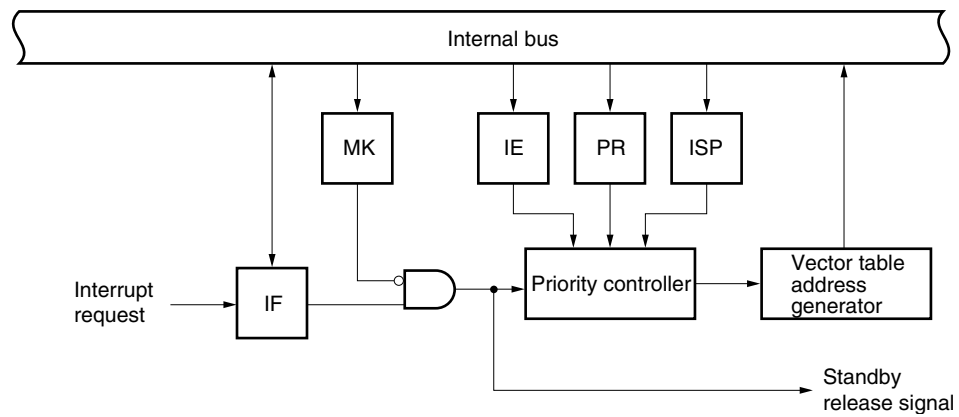 Internal bus
MK
IE
PR
ISP
Interrupt
request
IF
Priority controller
Vector table
address
generator
Standby
release signal